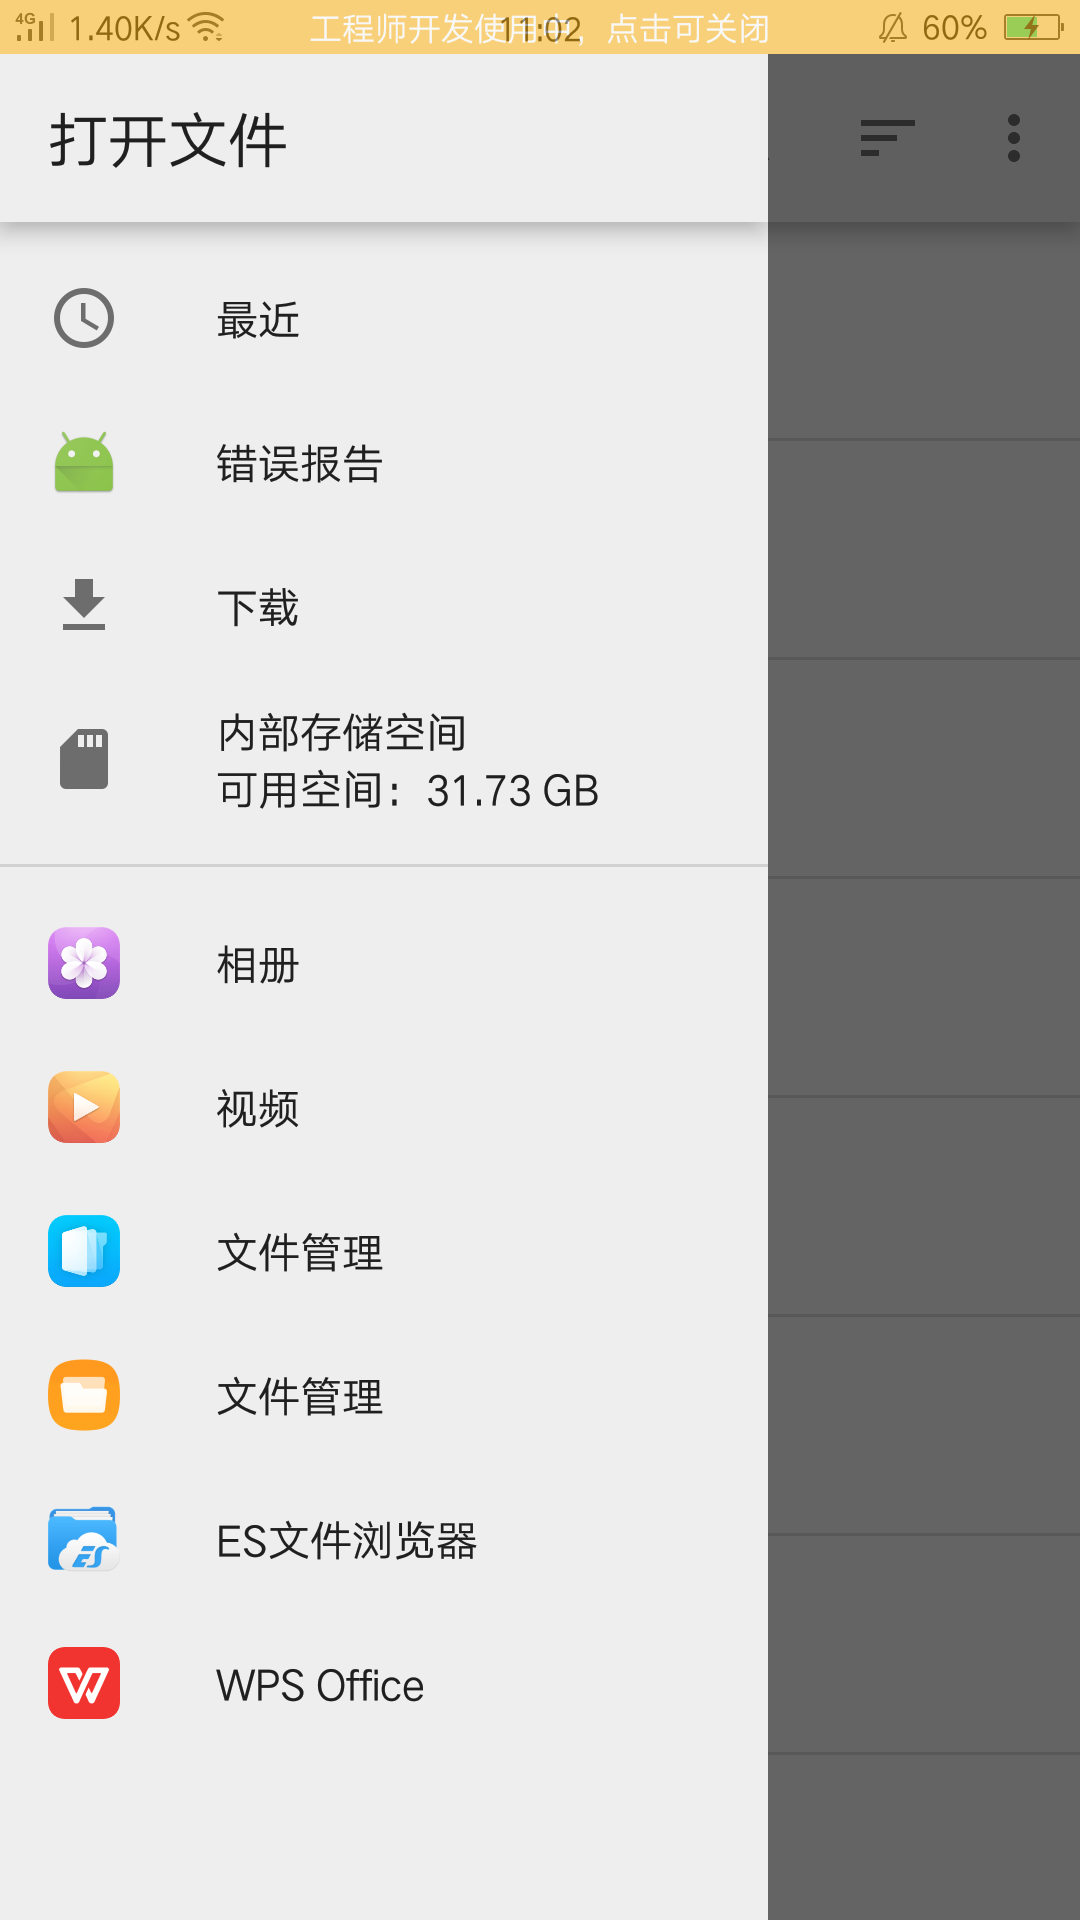 4G 1.40K/s 工程师开发使用中，点击可关闭 11:02 60%
打开文件
最近
错误报告
下载
内部存储空间
可用空间：31.73 GB
相册
视频
文件管理
文件管理
ES文件浏览器
WPS Office